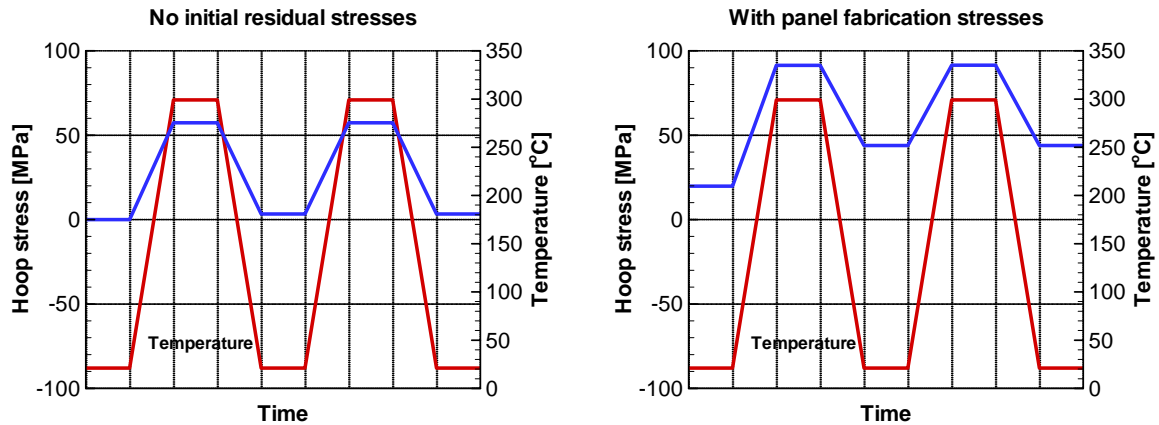 No initial residual stresses
100
50
0
-50
-100
Hoop stress [MPa]
350
300
250
200
150
100
50
0
Temperature [°C]
Temperature
Time
With panel fabrication stresses
100
50
0
-50
-100
Hoop stress [MPa]
350
300
250
200
150
100
50
0
Temperature [°C]
Temperature
Time